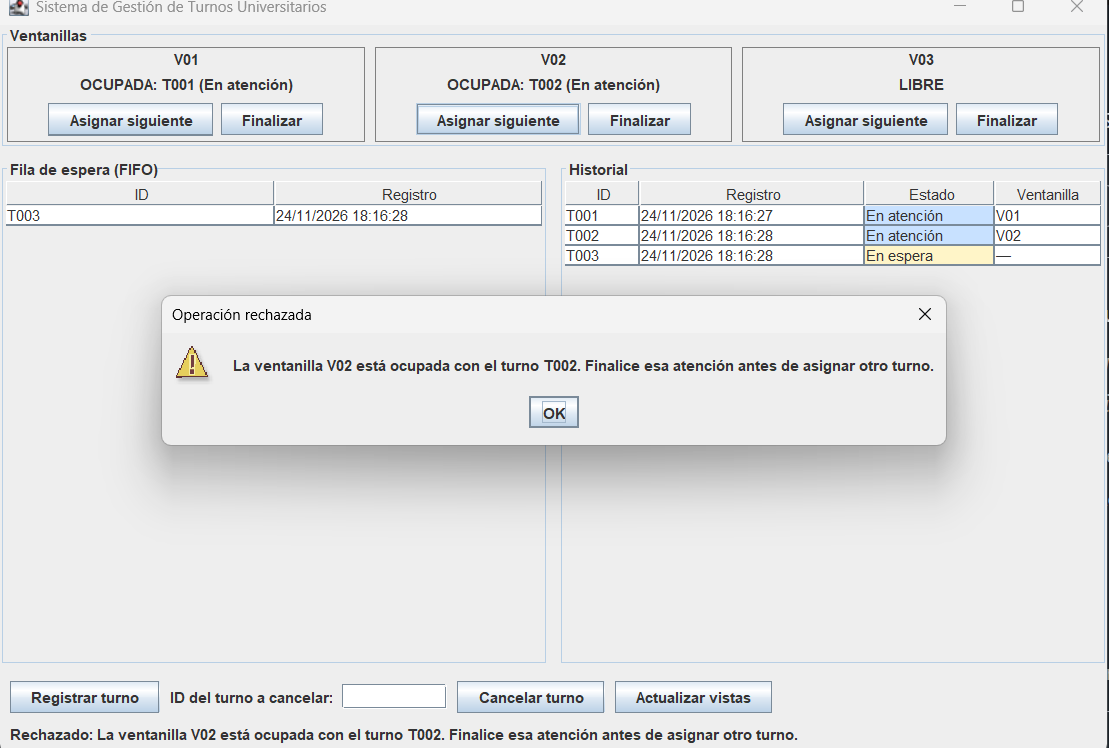 Sistema de Gestión de Turnos Universitarios
Ventanillas
V01
OCUPADA: T001 (En atención)
Asignar siguiente
Finalizar
V02
OCUPADA: T002 (En atención)
Asignar siguiente
Finalizar
V03
LIBRE
Asignar siguiente
Finalizar
Fila de espera (FIFO)
ID Registro
T003 24/11/2026 18:16:28
Historial
ID Registro Estado Ventanilla
T001 24/11/2026 18:16:27 En atención V01
T002 24/11/2026 18:16:28 En atención V02
T003 24/11/2026 18:16:28 En espera —
Operación rechazada
La ventanilla V02 está ocupada con el turno T002. Finalice esa atención antes de asignar otro turno.
OK
Registrar turno
ID del turno a cancelar:
Cancelar turno
Actualizar vistas
Rechazado: La ventanilla V02 está ocupada con el turno T002. Finalice esa atención antes de asignar otro turno.